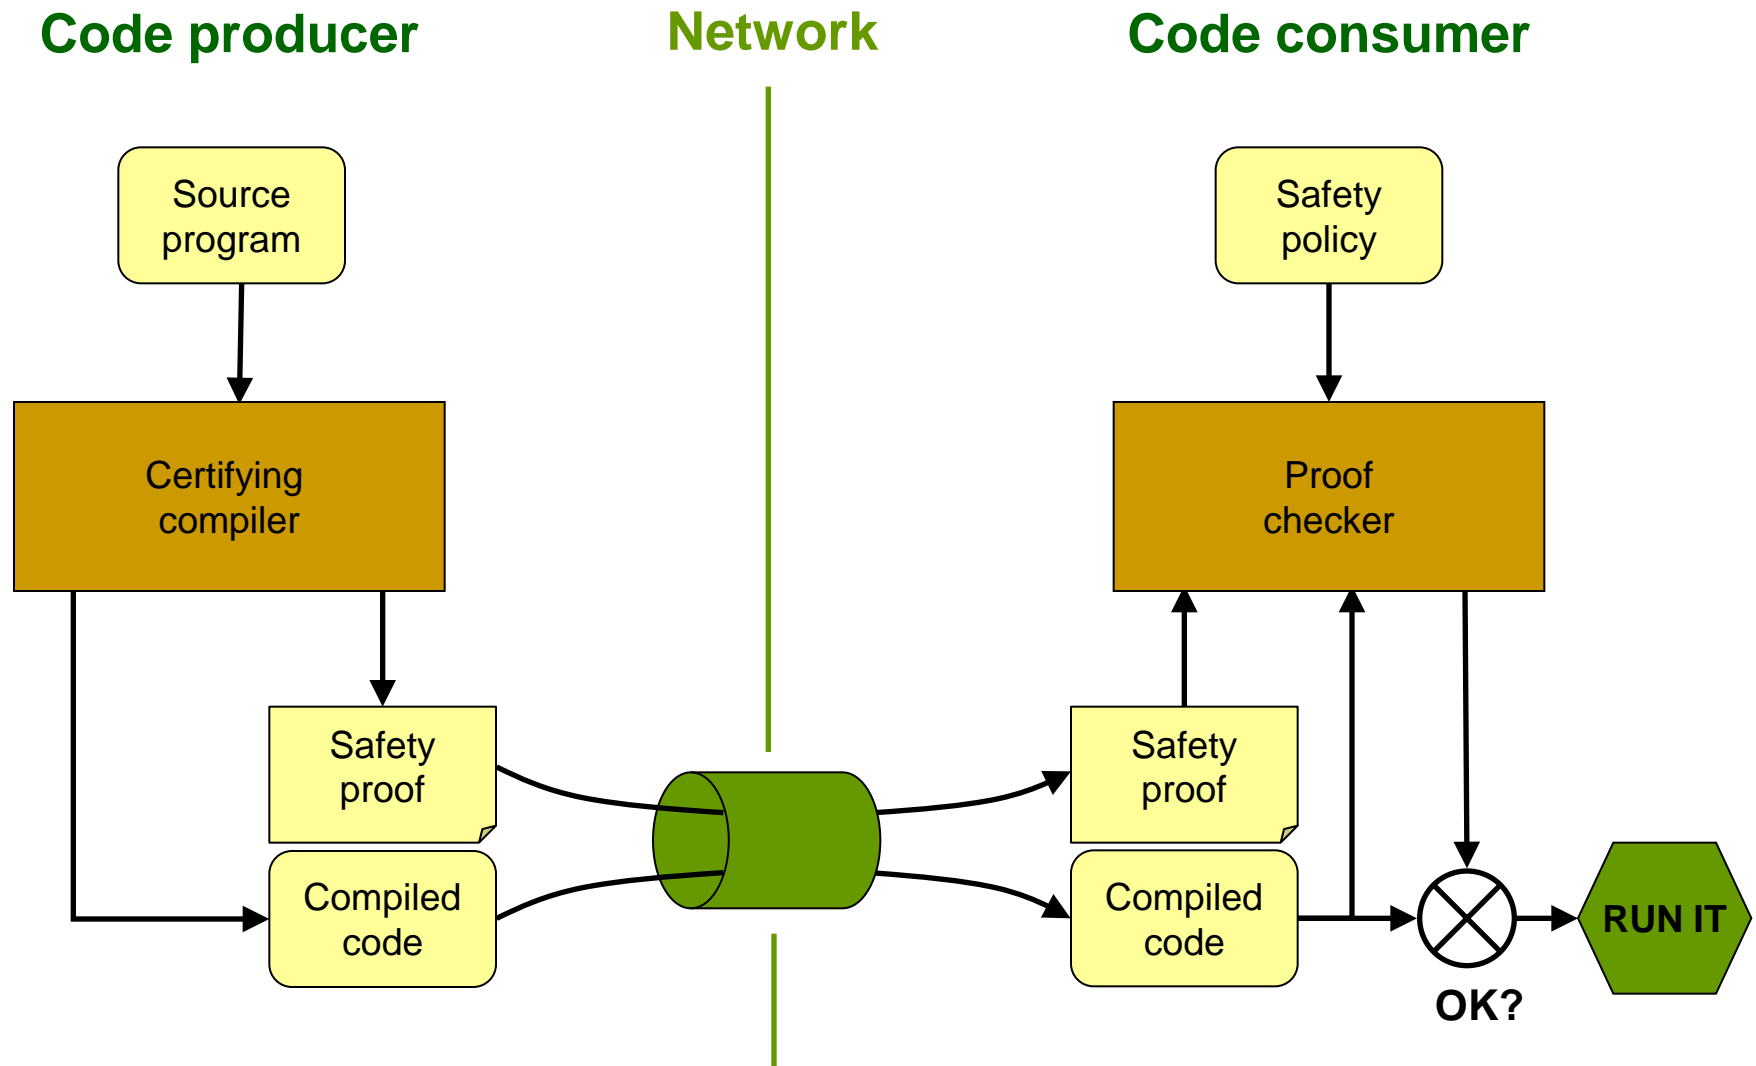 Code producer
Network
Code consumer
Source
program
Safety
policy
Certifying
compiler
Proof
checker
Safety
proof
Safety
proof
Compiled
code
Compiled
code
RUN IT
OK?